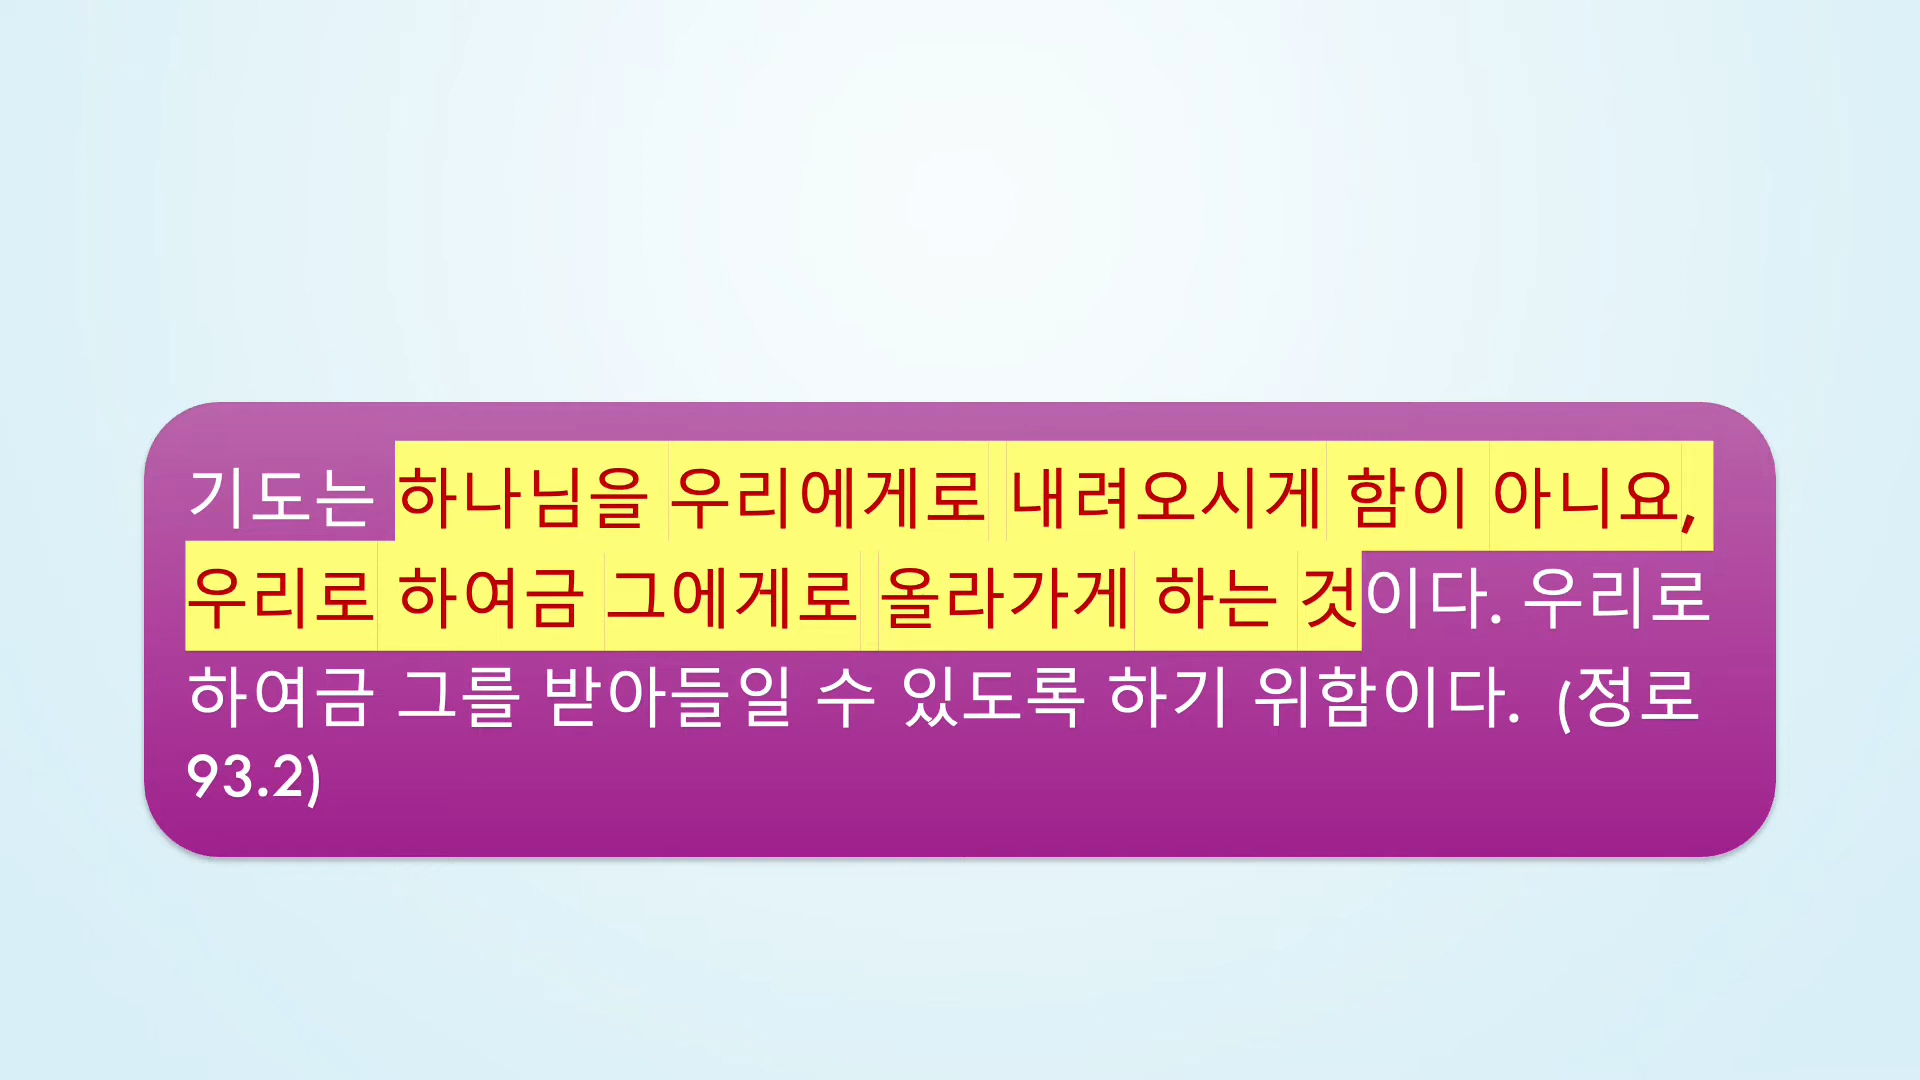 기도는 하나님을 우리에게로 내려오시게 함이 아니요,
우리로 하여금 그에게로 올라가게 하는 것이다. 우리로
하여금 그를 받아들일 수 있도록 하기 위함이다. (정로
93.2)